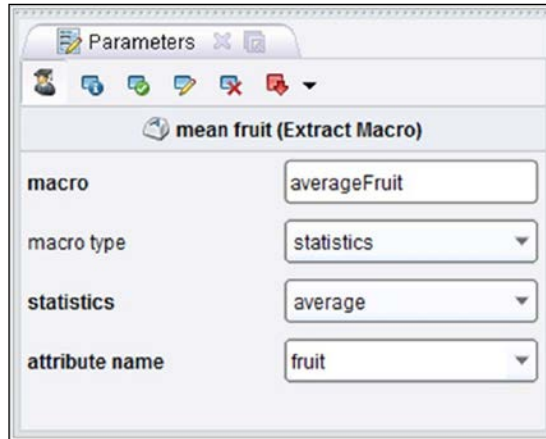 Parameters
mean fruit (Extract Macro)
macro averageFruit
macro type statistics
statistics average
attribute name fruit